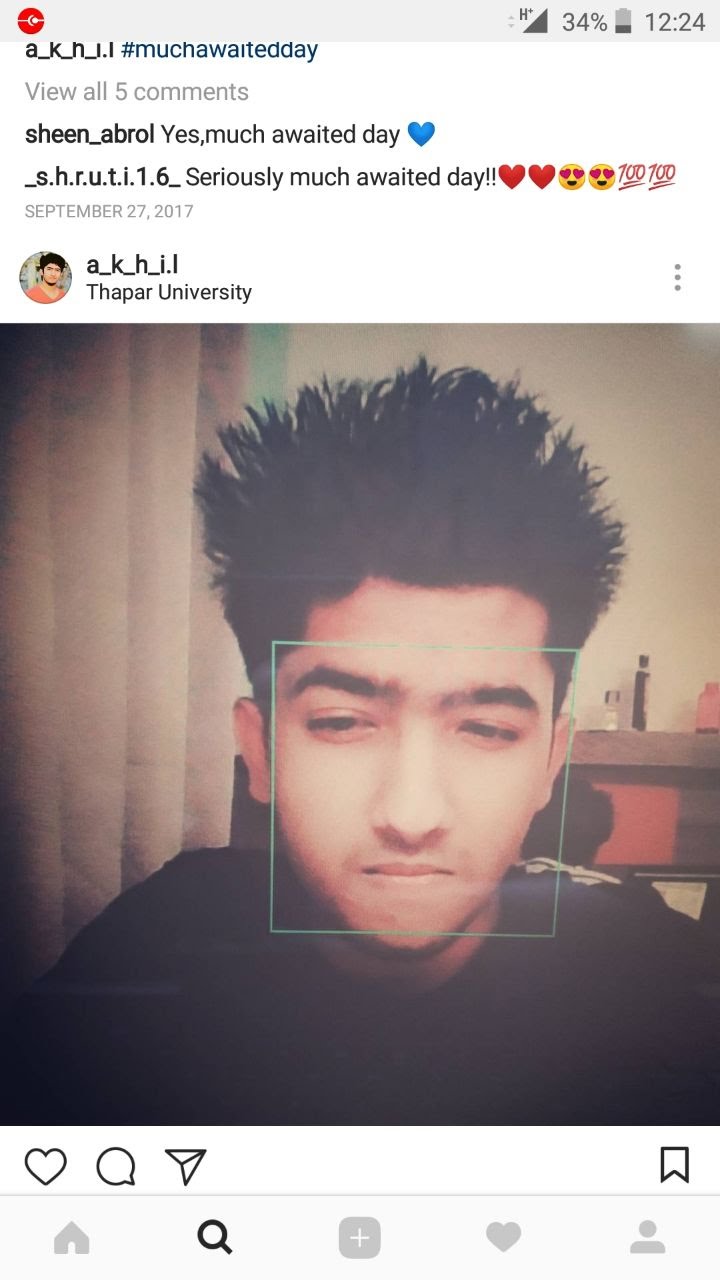 H+ 34% 12:24
a_k_h_i.l #muchawaitedday
View all 5 comments
sheen_abrol Yes,much awaited day 💙
_s.h.r.u.t.i.1.6_ Seriously much awaited day!!❤️❤️😍😍💯💯
SEPTEMBER 27, 2017
a_k_h_i.l
Thapar University